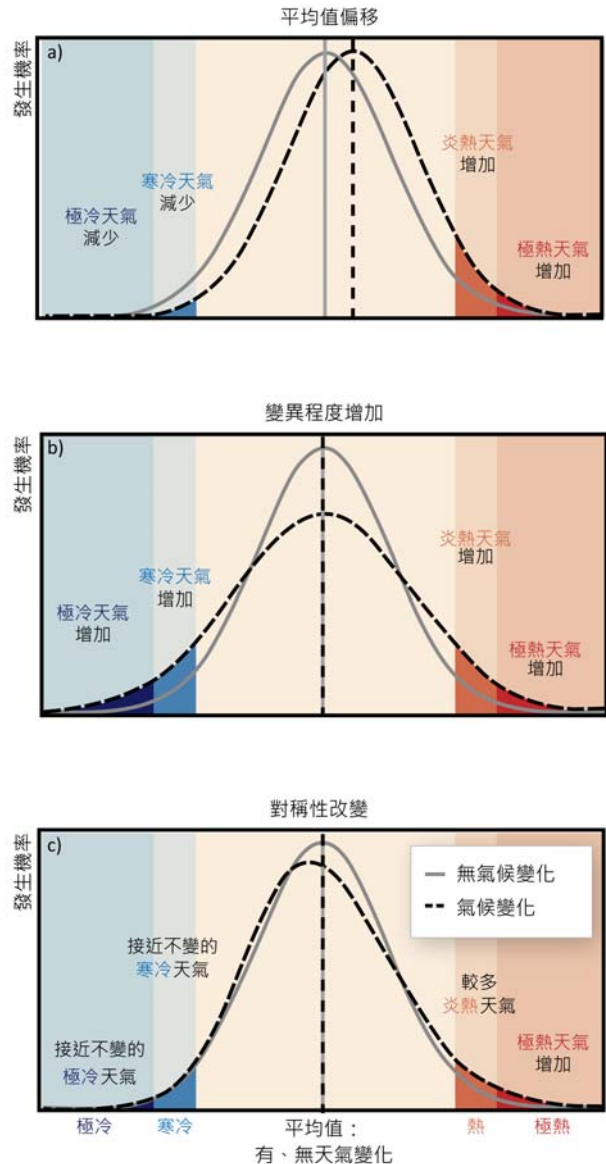 平均值偏移
a)
發生機率
炎熱天氣
增加
寒冷天氣
減少
極冷天氣
減少
極熱天氣
增加
變異程度增加
b)
發生機率
炎熱天氣
增加
寒冷天氣
增加
極冷天氣
增加
極熱天氣
增加
對稱性改變
c)
發生機率
無氣候變化
氣候變化
接近不變的
寒冷天氣
較多
炎熱天氣
接近不變的
極冷天氣
極熱天氣
增加
極冷 寒冷 平均值： 熱 極熱
有、無天氣變化